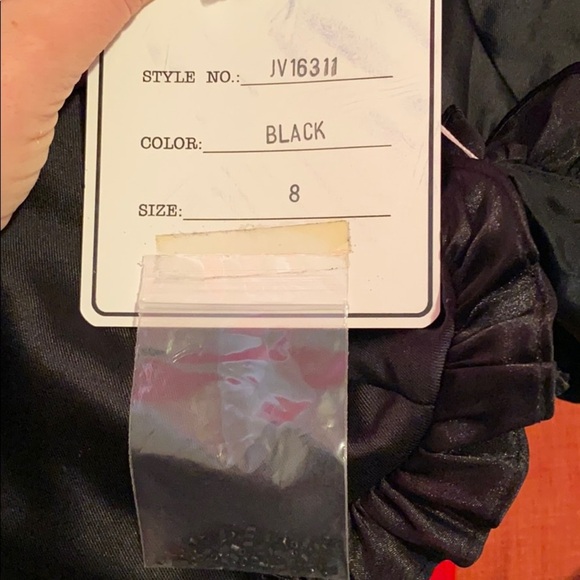 STYLE NO.: JV16311
COLOR: BLACK
SIZE: 8